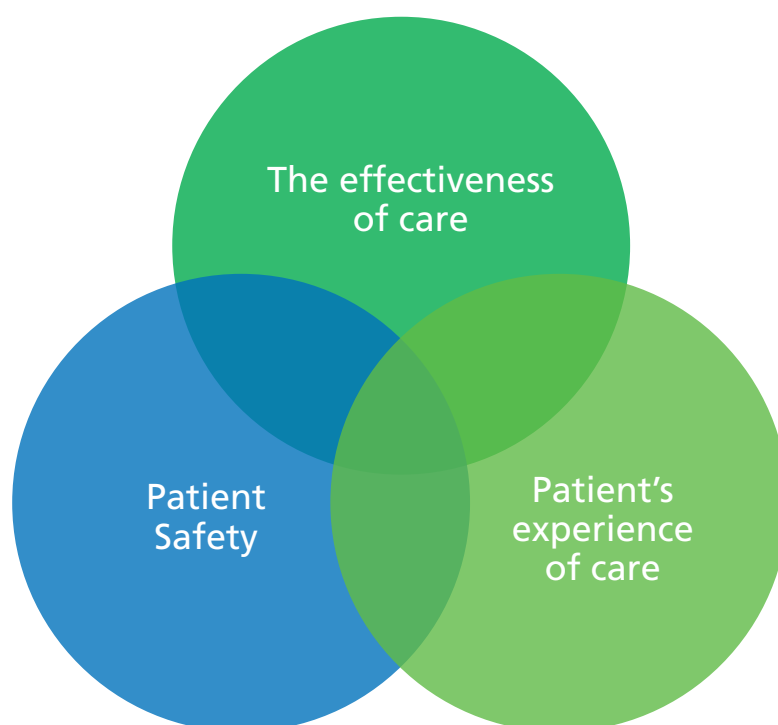 The effectiveness
of care
Patient
Safety
Patient’s
experience
of care